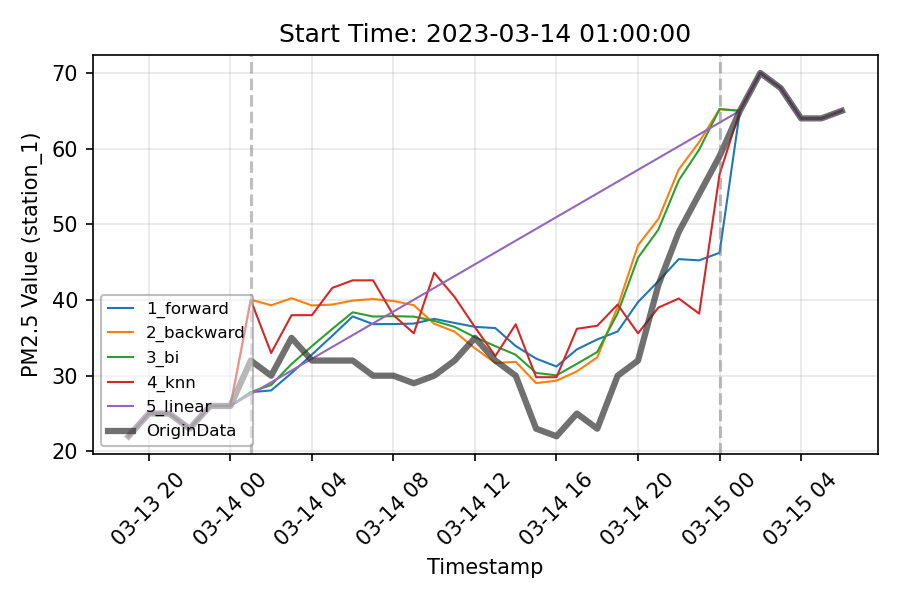 Start Time: 2023-03-14 01:00:00
PM2.5 Value (station_1)
70
60
50
40
30
20
1_forward
2_backward
3_bi
4_knn
5_linear
OriginData
03-13 20
03-14 00
03-14 04
03-14 08
03-14 12
03-14 16
03-14 20
03-15 00
03-15 04
Timestamp